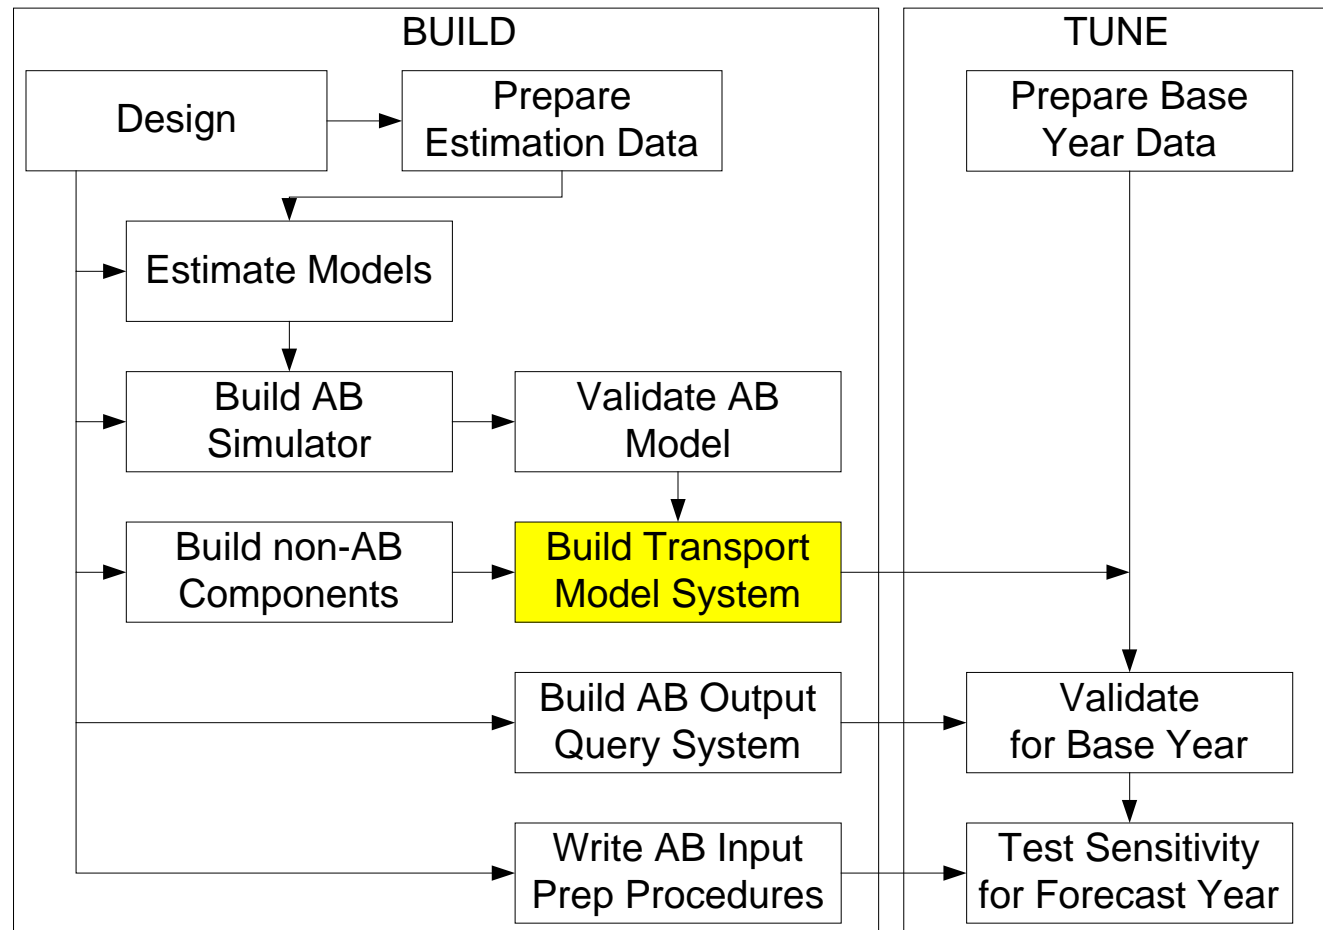 BUILD
TUNE
Design
Prepare
Estimation Data
Prepare Base
Year Data
Estimate Models
Build AB
Simulator
Validate AB
Model
Build non-AB
Components
Build Transport
Model System
Build AB Output
Query System
Validate
for Base Year
Write AB Input
Prep Procedures
Test Sensitivity
for Forecast Year